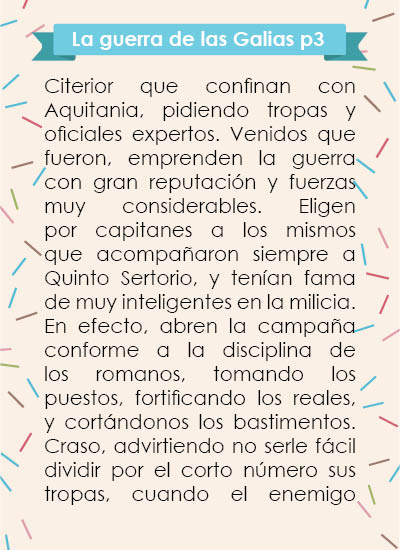 La guerra de las Galias p3
Citerior que confinan con
Aquitania, pidiendo tropas y
oficiales expertos. Venidos que
fueron, emprenden la guerra
con gran reputación y fuerzas
muy considerables. Eligen
por capitanes a los mismos
que acompañaron siempre a
Quinto Sertorio, y tenían fama
de muy inteligentes en la milicia.
En efecto, abren la campaña
conforme a la disciplina de
los romanos, tomando los
puestos, fortificando los reales,
y cortándonos los bastimentos.
Craso, advirtiendo no serle fácil
dividir por el corto número sus
tropas, cuando el enemigo